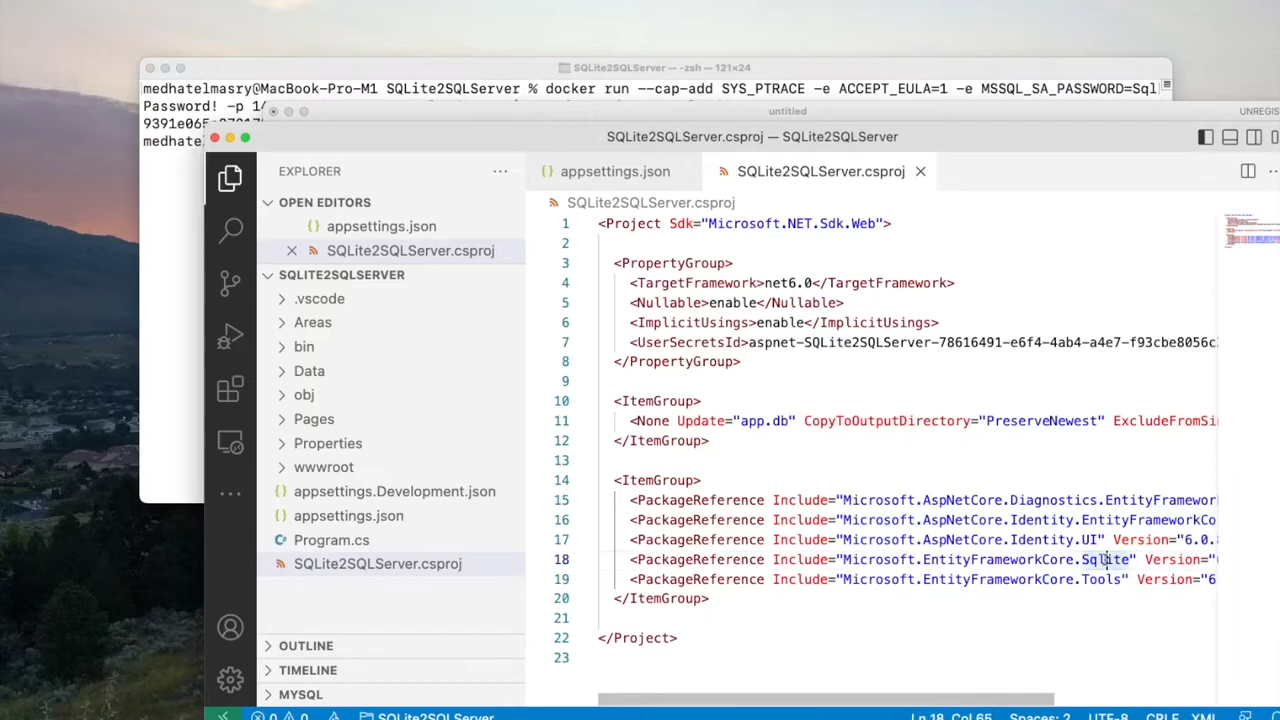 SQLite2SQLServer — -zsh — 121×24
medhatelmasry@MacBook-Pro-M1 SQLite2SQLServer % docker run --cap-add SYS_PTRACE -e ACCEPT_EULA=1 -e MSSQL_SA_PASSWORD=Sql
Password! -p 14
medhatel
untitled
UNREGIS
SQLite2SQLServer.csproj — SQLite2SQLServer
EXPLORER
OPEN EDITORS
appsettings.json
SQLite2SQLServer.csproj
SQLITE2SQLSERVER
.vscode
Areas
bin
Data
obj
Pages
Properties
wwwroot
appsettings.Development.json
appsettings.json
Program.cs
SQLite2SQLServer.csproj
OUTLINE
TIMELINE
MYSQL
appsettings.json
SQLite2SQLServer.csproj
SQLite2SQLServer.csproj
1 <Project Sdk="Microsoft.NET.Sdk.Web">
2
3 <PropertyGroup>
4 <TargetFramework>net6.0</TargetFramework>
5 <Nullable>enable</Nullable>
6 <ImplicitUsings>enable</ImplicitUsings>
7 <UserSecretsId>aspnet-SQLite2SQLServer-78616491-e6f4-4ab4-a4e7-f93cbe8056c
8 </PropertyGroup>
9
10 <ItemGroup>
11 <None Update="app.db" CopyToOutputDirectory="PreserveNewest" ExcludeFromSi
12 </ItemGroup>
13
14 <ItemGroup>
15 <PackageReference Include="Microsoft.AspNetCore.Diagnostics.EntityFramewor
16 <PackageReference Include="Microsoft.AspNetCore.Identity.EntityFrameworkCo
17 <PackageReference Include="Microsoft.AspNetCore.Identity.UI" Version="6.0.
18 <PackageReference Include="Microsoft.EntityFrameworkCore.Sqlite" Version="
19 <PackageReference Include="Microsoft.EntityFrameworkCore.Tools" Version="6
20 </ItemGroup>
21
22 </Project>
23
0 0 SQLite2SQLServer Ln 18, Col 65 Spaces: 2 UTF-8 CRLF XML